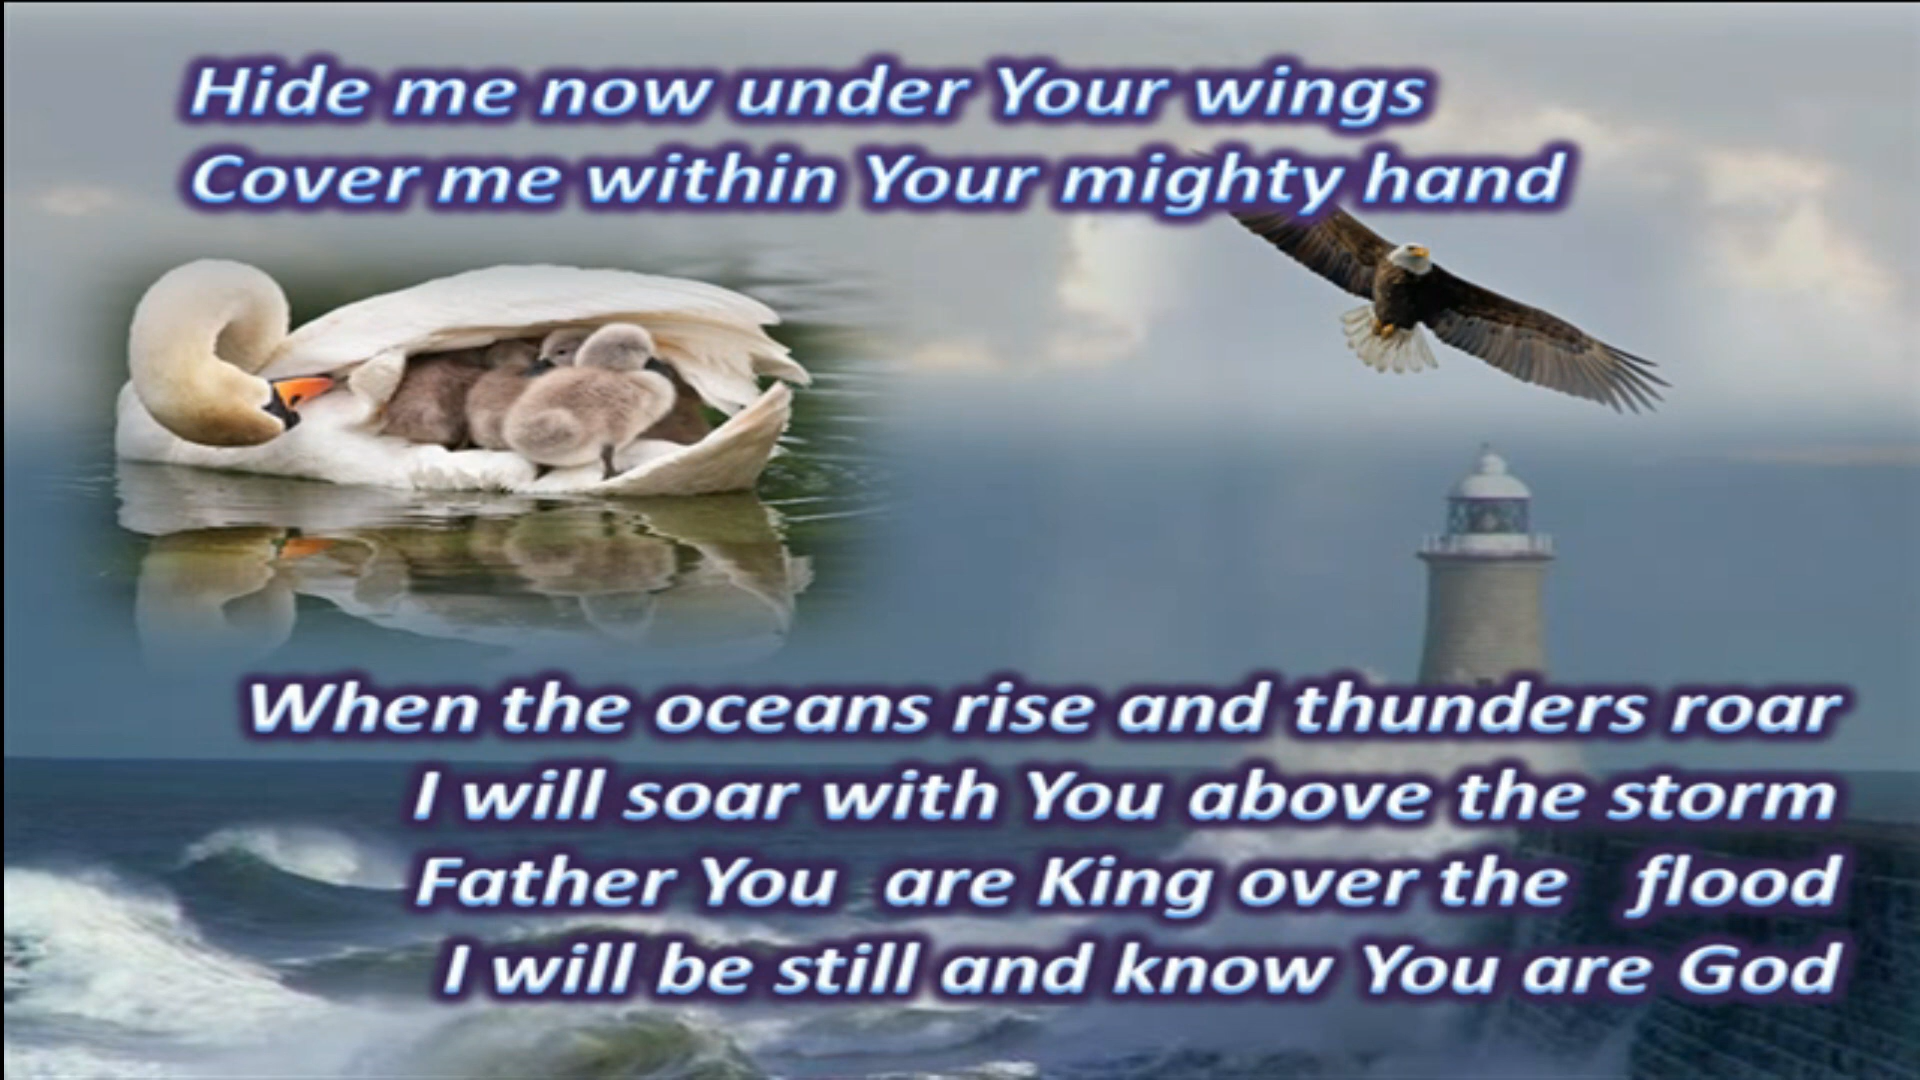 Hide me now under Your wings
Cover me within Your mighty hand
When the oceans rise and thunders roar
I will soar with You above the storm
Father You are King over the flood
I will be still and know You are God